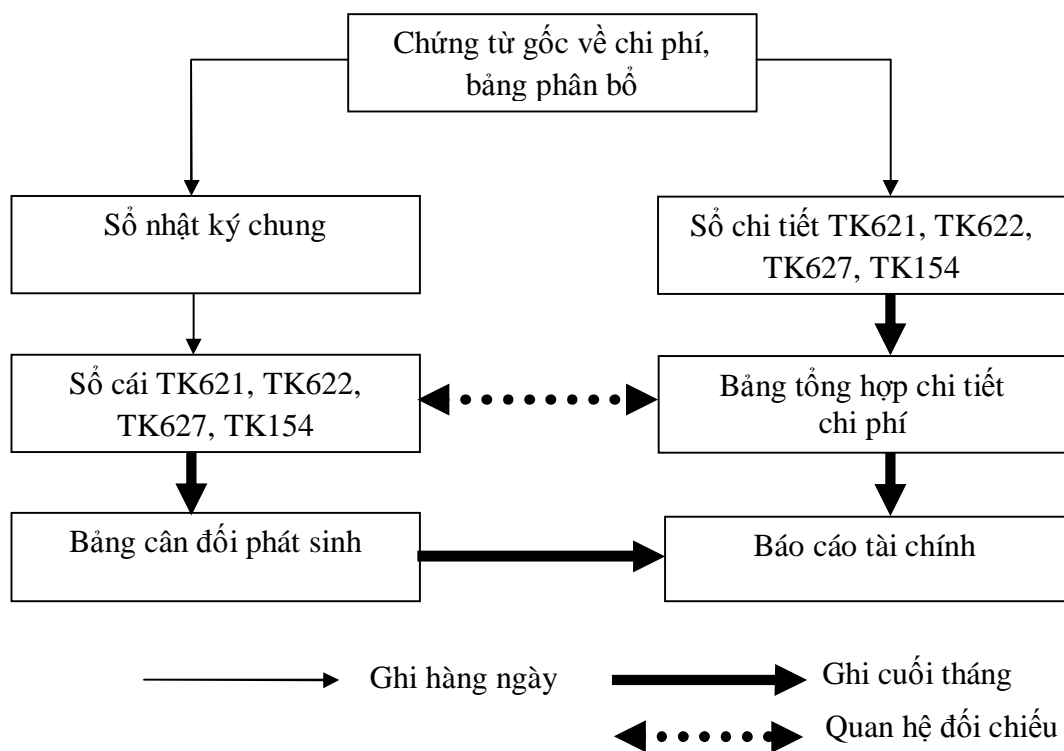 Chứng từ gốc về chi phí,
bảng phân bổ
Sổ nhật ký chung
Sổ chi tiết TK621, TK622,
TK627, TK154
Sổ cái TK621, TK622,
TK627, TK154
Bảng tổng hợp chi tiết
chi phí
Bảng cân đối phát sinh
Báo cáo tài chính
Ghi hàng ngày
Ghi cuối tháng
Quan hệ đối chiếu